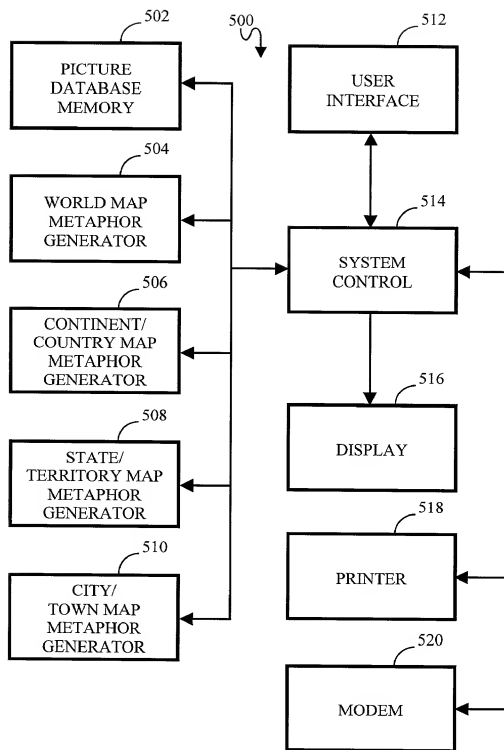 502
PICTURE
DATABASE
MEMORY
504
WORLD MAP
METAPHOR
GENERATOR
506
CONTINENT/
COUNTRY MAP
METAPHOR
GENERATOR
508
STATE/
TERRITORY MAP
METAPHOR
GENERATOR
510
CITY/
TOWN MAP
METAPHOR
GENERATOR
500
512
USER
INTERFACE
514
SYSTEM
CONTROL
516
DISPLAY
518
PRINTER
520
MODEM